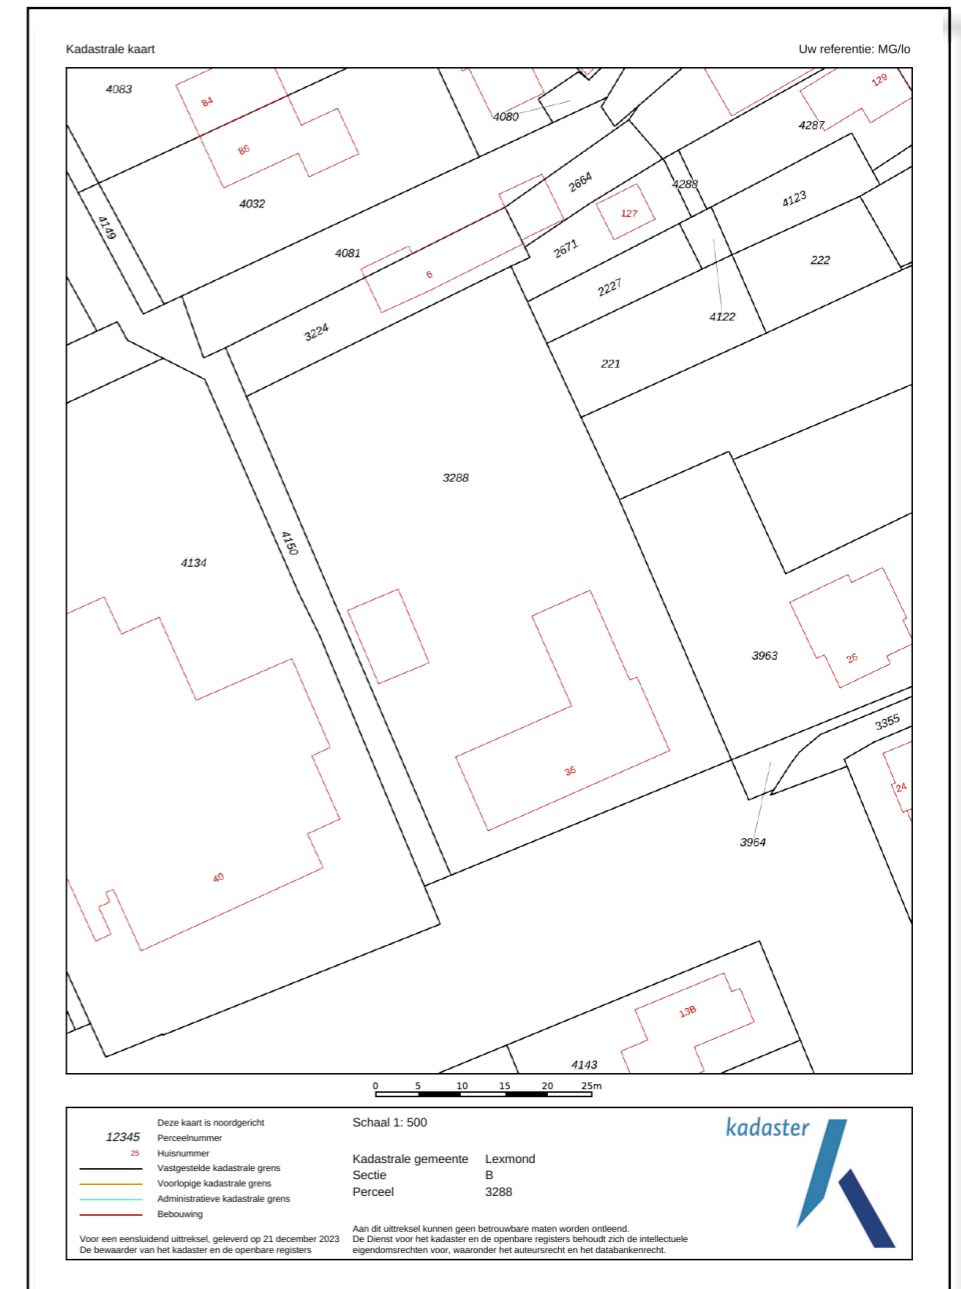 Kadastrale kaart
Uw referentie: MG/lo
4083
84
129
4080
4287
86
2664
4288
4032
4123
127
4149
2671
4081
222
6
2227
4122
3224
221
3288
4150
4134
3963
26
3355
36
24
3964
40
13B
4143
0 5 10 15 20 25m
Deze kaart is noordgericht
12345 Perceelnummer
25 Huisnummer
Vastgestelde kadastrale grens
Voorlopige kadastrale grens
Administratieve kadastrale grens
Bebouwing
Voor een eensluidend uittreksel, geleverd op 21 december 2023
De bewaarder van het kadaster en de openbare registers
Schaal 1: 500
Kadastrale gemeente Lexmond
Sectie B
Perceel 3288
Aan dit uittreksel kunnen geen betrouwbare maten worden ontleend.
De Dienst voor het kadaster en de openbare registers behoudt zich de intellectuele
eigendomsrechten voor, waaronder het auteursrecht en het databankenrecht.
kadaster